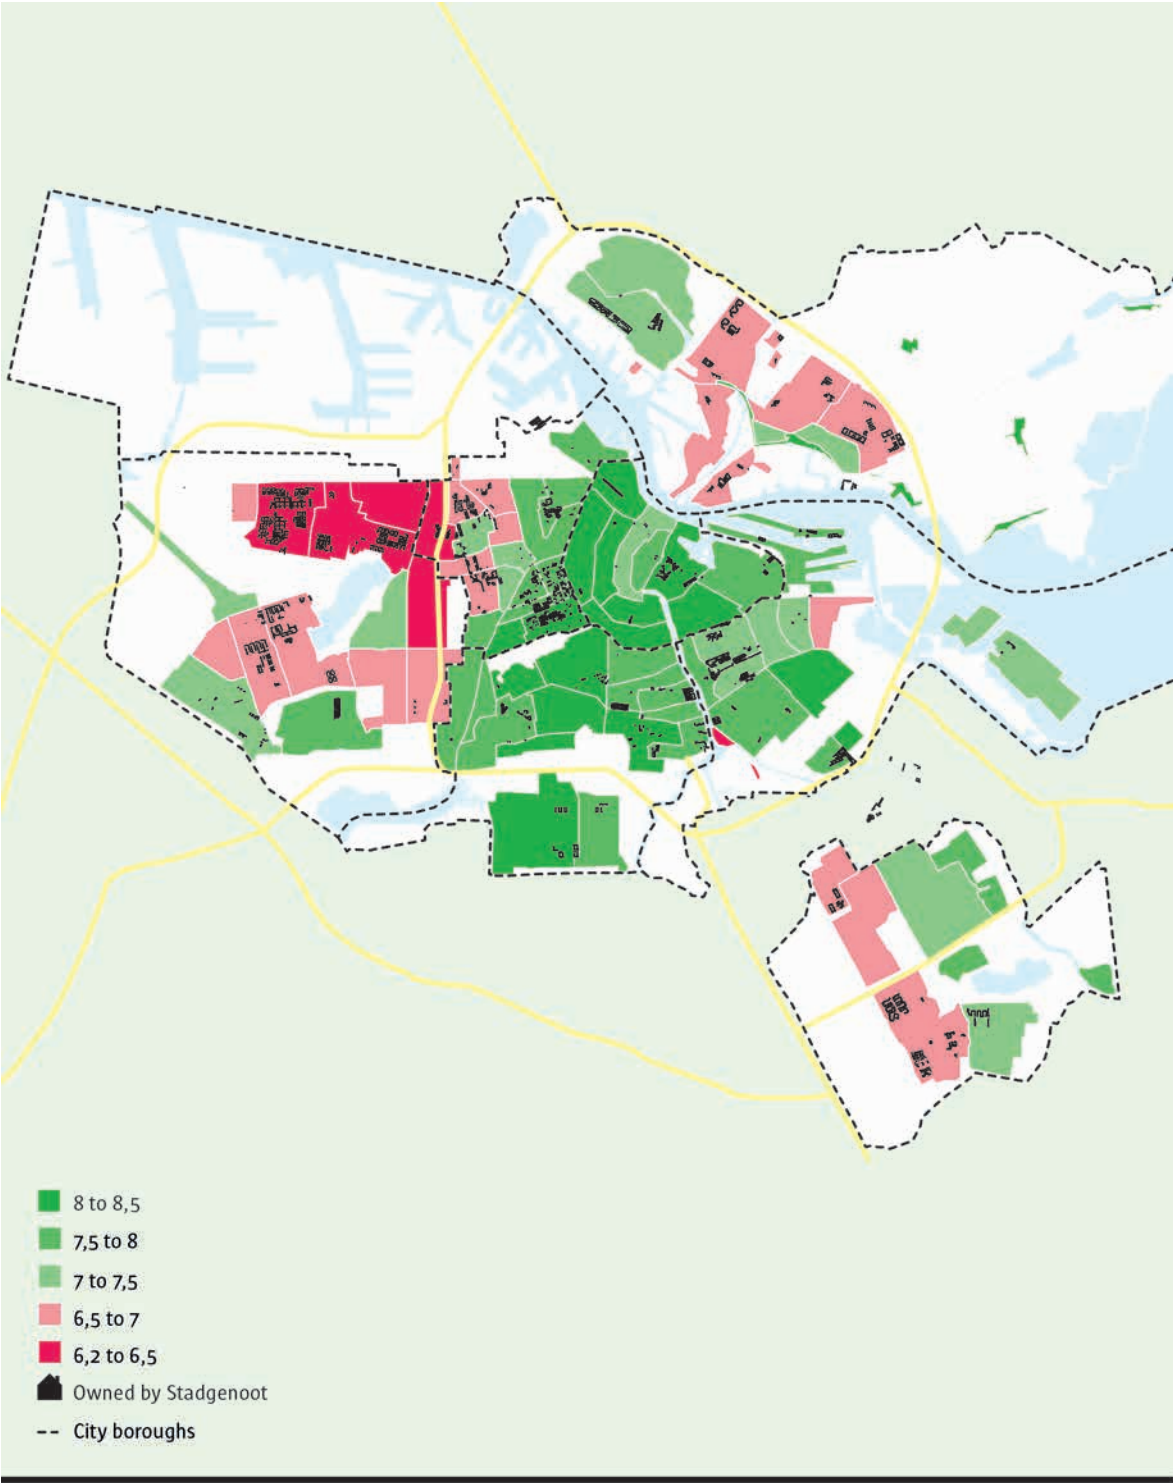 8 to 8,5
7,5 to 8
7 to 7,5
6,5 to 7
6,2 to 6,5
Owned by Stadgenoot
City boroughs